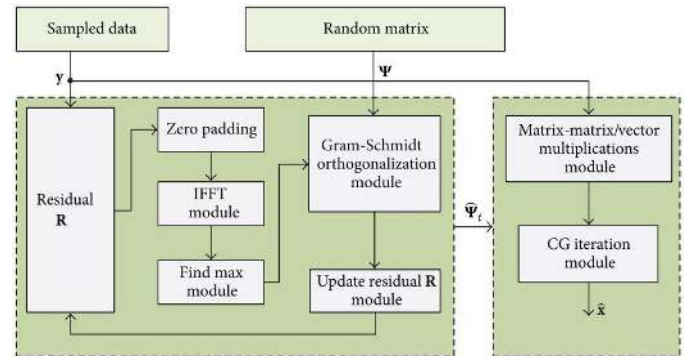 Sampled data
Random matrix
y
Ψ
Residual
R
Zero padding
IFFT
module
Find max
module
Gram-Schmidt
orthogonalization
module
Update residual R
module
Ψ̂ₜ
Matrix-matrix/vector
multiplications
module
CG iteration
module
x̂